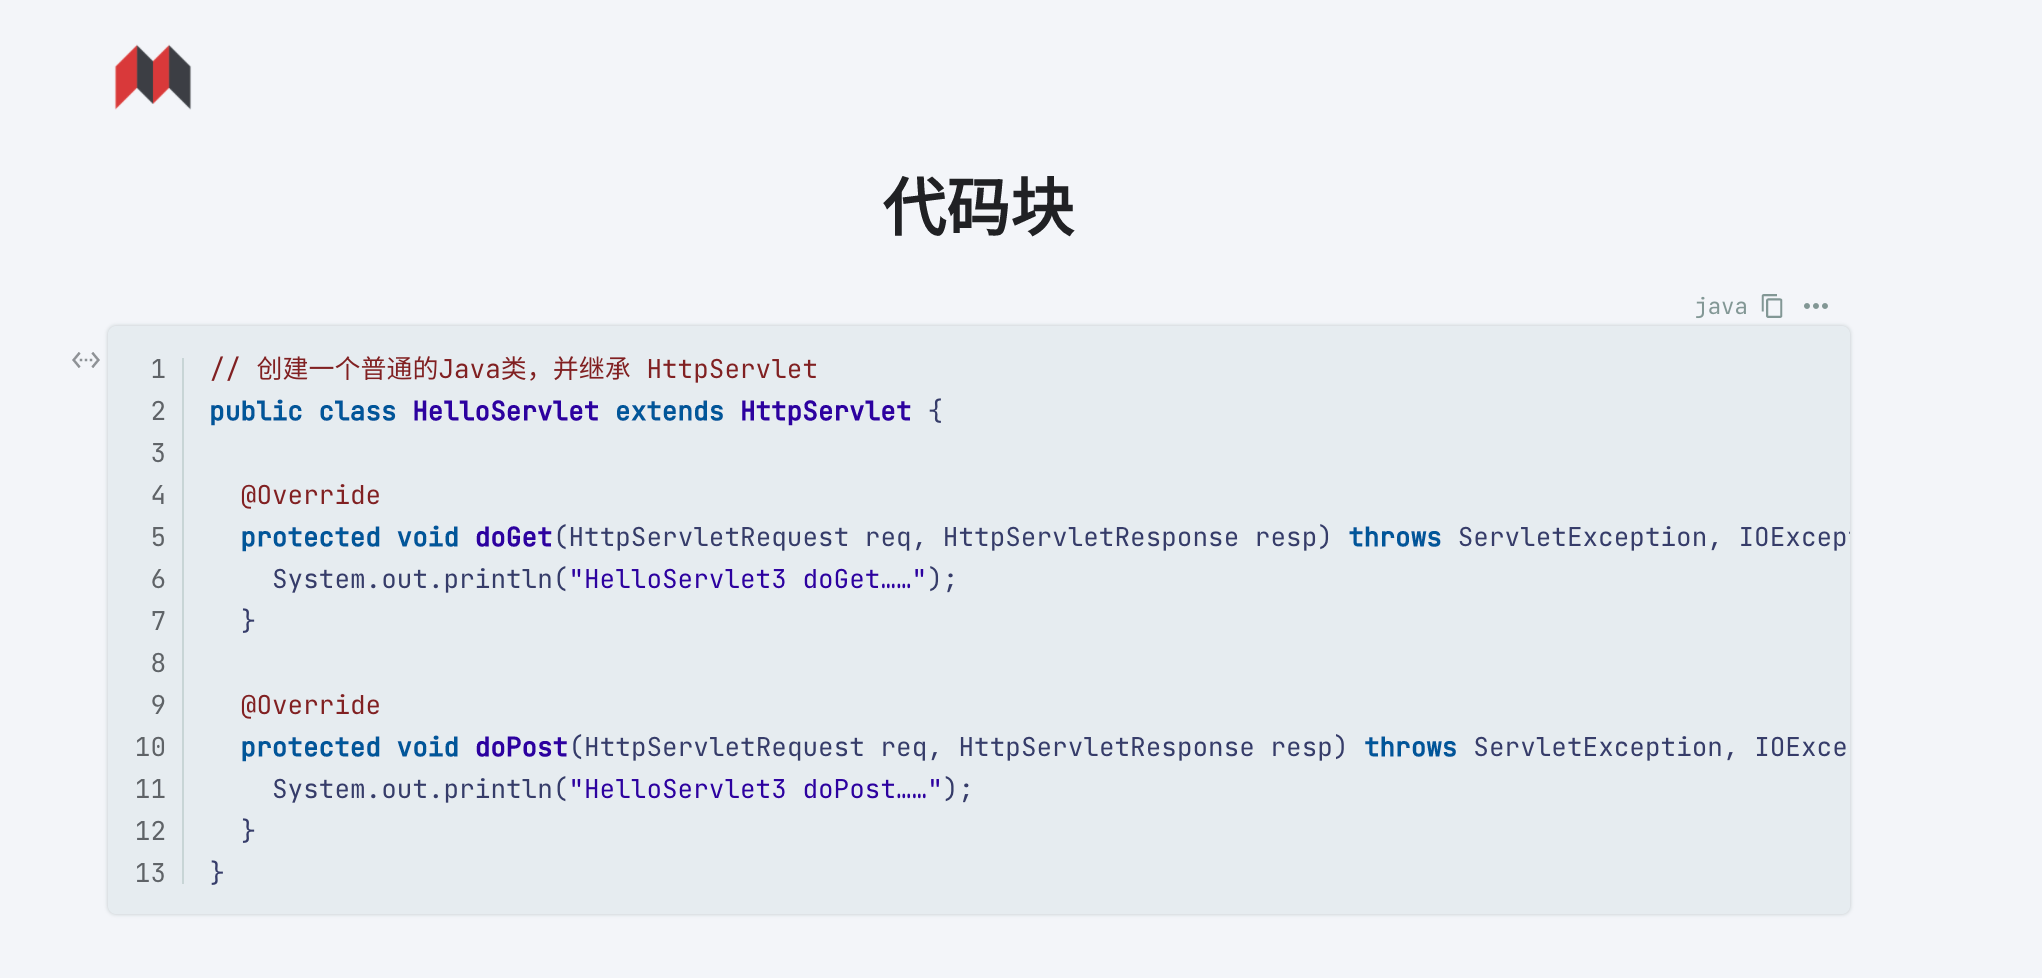 代码块
java
1 // 创建一个普通的Java类，并继承 HttpServlet
2 public class HelloServlet extends HttpServlet {
3
4   @Override
5   protected void doGet(HttpServletRequest req, HttpServletResponse resp) throws ServletException, IOExcep
6     System.out.println("HelloServlet3 doGet……");
7   }
8
9   @Override
10   protected void doPost(HttpServletRequest req, HttpServletResponse resp) throws ServletException, IOExce
11     System.out.println("HelloServlet3 doPost……");
12   }
13 }